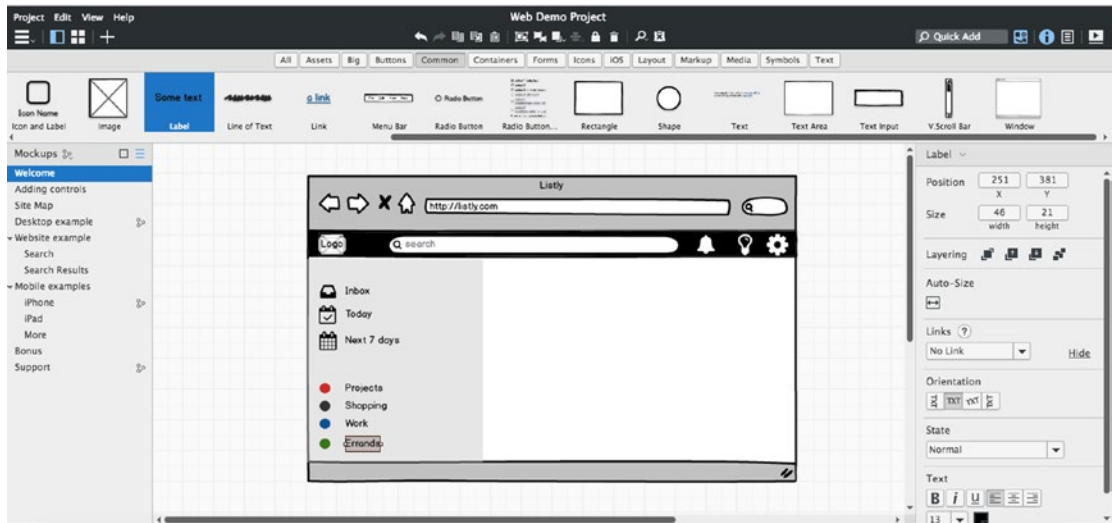 Project Edit View Help
Web Demo Project
Quick Add
All Assets Big Buttons Common Containers Forms Icons iOS Layout Markup Media Symbols Text
Icon Name
Some text
a link
Radio Button
Icon and Label Image Label Line of Text Link Menu Bar Radio Button Radio Button... Rectangle Shape Text Text Area Text Input V.Scroll Bar Window
Mockups
Welcome
Adding controls
Site Map
Desktop example
Website example
Search
Search Results
Mobile examples
iPhone
iPad
More
Bonus
Support
Listly
http://listly.com
Logo
search
Inbox
Today
Next 7 days
Projects
Shopping
Work
Errands
Label
Position 251 381
X Y
Size 46 21
width height
Layering
Auto-Size
Links ?
No Link Hide
Orientation
TXT TXT TXT TXT
State
Normal
Text
B i U
13